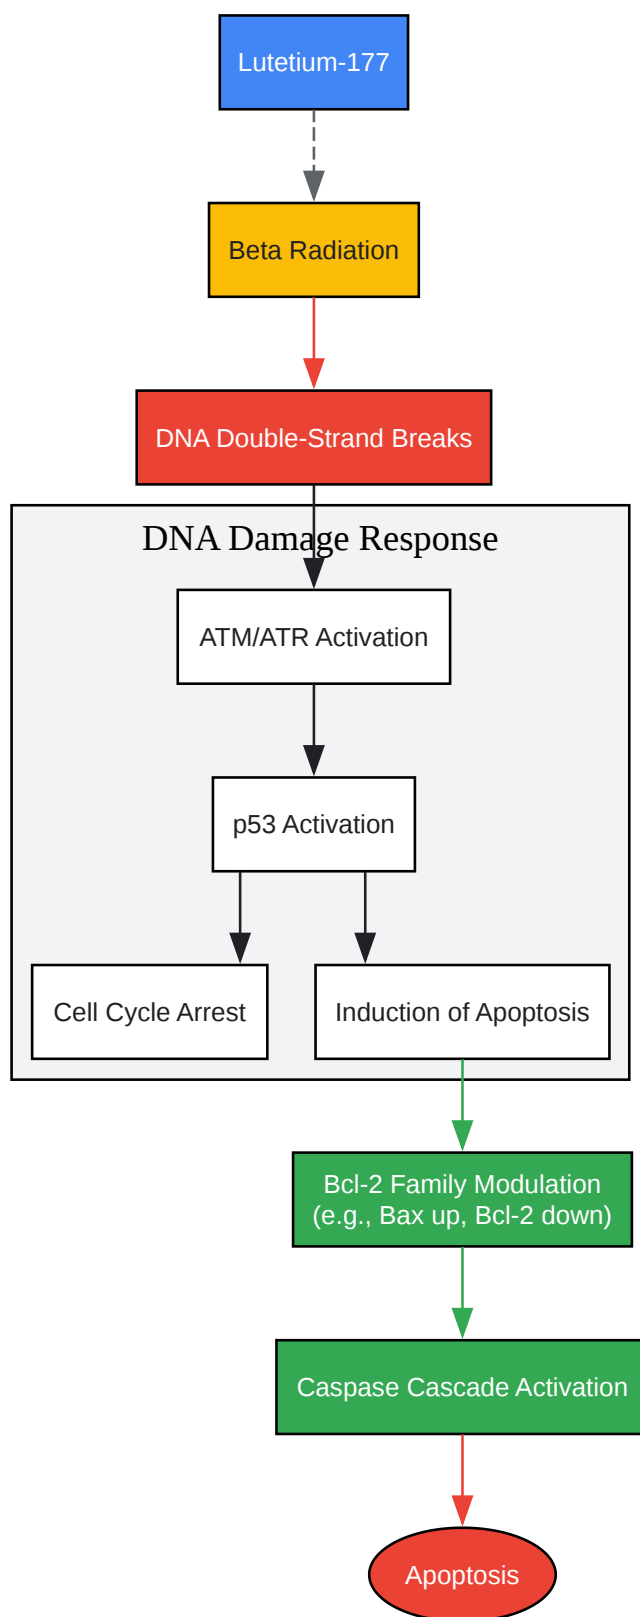 Lutetium-177
Beta Radiation
DNA Double-Strand Breaks
DNA Damage Response
ATM/ATR Activation
p53 Activation
Cell Cycle Arrest
Induction of Apoptosis
Bcl-2 Family Modulation
(e.g., Bax up, Bcl-2 down)
Caspase Cascade Activation
Apoptosis